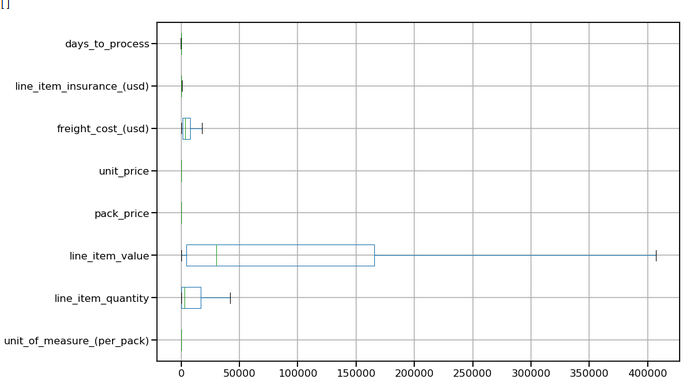 []
days_to_process
line_item_insurance_(usd)
freight_cost_(usd)
unit_price
pack_price
line_item_value
line_item_quantity
unit_of_measure_(per_pack)
0 50000 100000 150000 200000 250000 300000 350000 400000